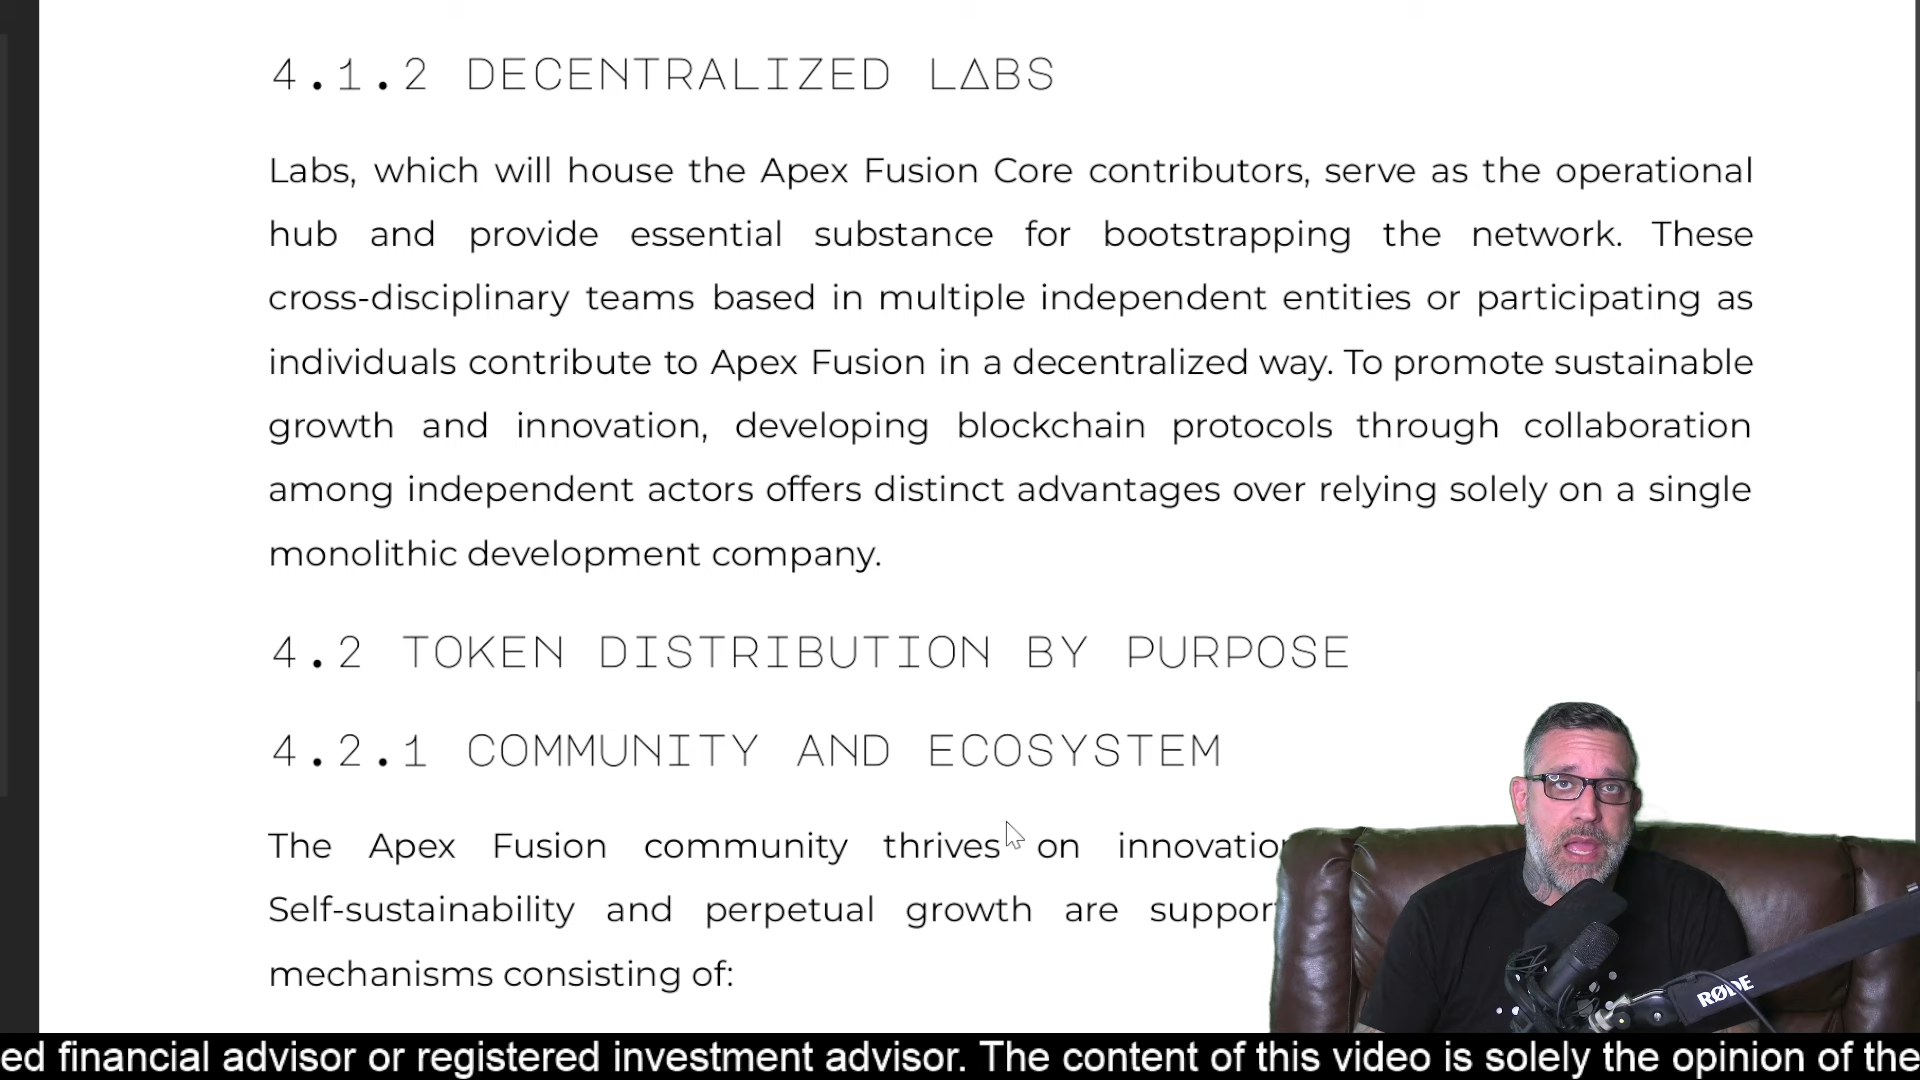 4.1.2 DECENTRALIZED LABS
Labs, which will house the Apex Fusion Core contributors, serve as the operational
hub and provide essential substance for bootstrapping the network. These
cross-disciplinary teams based in multiple independent entities or participating as
individuals contribute to Apex Fusion in a decentralized way. To promote sustainable
growth and innovation, developing blockchain protocols through collaboration
among independent actors offers distinct advantages over relying solely on a single
monolithic development company.
4.2 TOKEN DISTRIBUTION BY PURPOSE
4.2.1 COMMUNITY AND ECOSYSTEM
The Apex Fusion community thrives on
Self-sustainability and perpetual growth are
mechanisms consisting of:
RØDE
ed financial advisor or registered investment advisor. The content of this video is solely the opinion of the